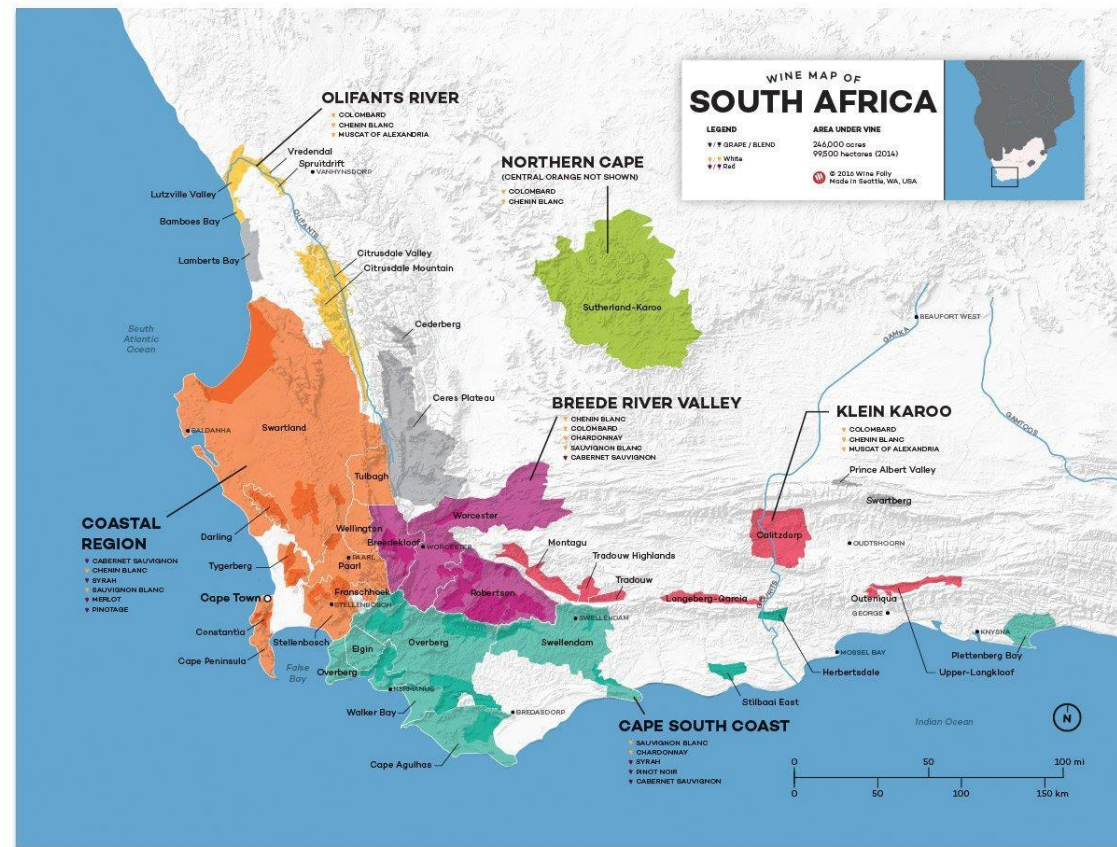 WINE MAP OF
SOUTH AFRICA
LEGEND
/ GRAPE / BLEND
/ White
/ Red
AREA UNDER VINE
246,000 acres
99,500 hectares (2014)
© 2016 Wine Folly
Made in Seattle, WA, USA
OLIFANTS RIVER
COLOMBARD
CHENIN BLANC
MUSCAT OF ALEXANDRIA
Vredendal
Spruitdrift
VANHYNSDORP
Lutzville Valley
Bamboes Bay
OLIFANTS
Lamberts Bay
Citrusdale Valley
Citrusdale Mountain
NORTHERN CAPE
(CENTRAL ORANGE NOT SHOWN)
COLOMBARD
CHENIN BLANC
Sutherland-Karoo
South
Atlantic
Ocean
Cederberg
Ceres Plateau
BEAUFORT WEST
GAMKA
GAMTOOS
BREEDE RIVER VALLEY
CHENIN BLANC
COLOMBARD
CHARDONNAY
SAUVIGNON BLANC
CABERNET SAUVIGNON
KLEIN KAROO
COLOMBARD
CHENIN BLANC
MUSCAT OF ALEXANDRIA
Prince Albert Valley
Swartberg
SALDANHA
Swartland
Tulbagh
COASTAL
REGION
CABERNET SAUVIGNON
CHENIN BLANC
SYRAH
SAUVIGNON BLANC
MERLOT
PINOTAGE
Darling
Wellington
Worcester
Breedekloof
WORCESTER
Tygerberg
PAARL
Paarl
Franschhoek
Robertson
Montagu
Tradouw Highlands
Tradouw
Calitzdorp
OUDTSHOORN
Cape Town
STELLENBOSCH
Langeberg-Garcia
Outeniqua
GEORGE
Constantia
Stellenbosch
Elgin
Overberg
SWELLENDAM
Swellendam
KNYSNA
Cape Peninsula
False
Bay
Overberg
MOSSEL BAY
Plettenberg Bay
Herbertsdale
Upper-Langkloof
HERMANUS
Walker Bay
BREDASDORP
Stilbaai East
Cape Agulhas
Indian Ocean
N
CAPE SOUTH COAST
SAUVIGNON BLANC
CHARDONNAY
SYRAH
PINOT NOIR
CABERNET SAUVIGNON
0 50 100 mi
0 50 100 150 km